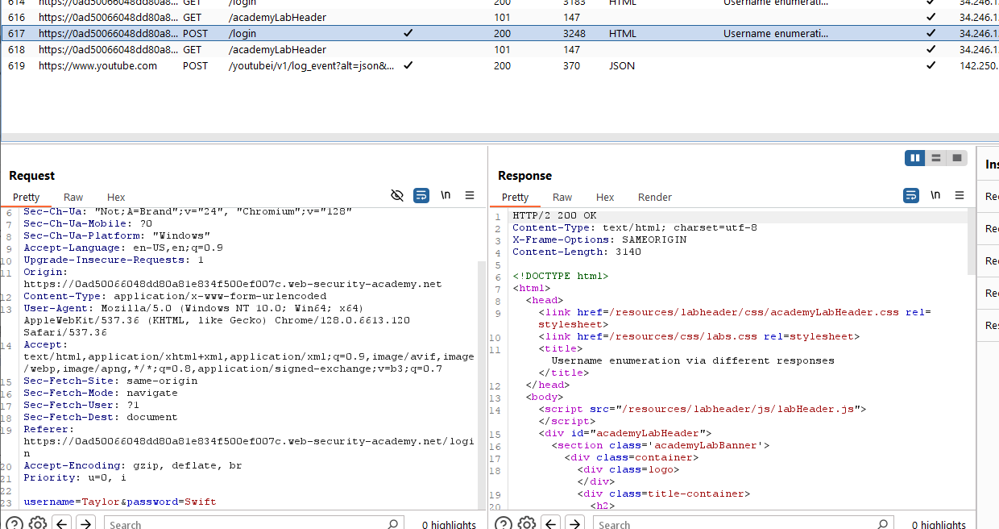 614 https://0ad50066048dd80a8... GET /login 200 3183 HTML Username enumerati... 34.246.1
616 https://0ad50066048dd80a8... GET /academyLabHeader 101 147 34.246.1
617 https://0ad50066048dd80a8... POST /login 200 3248 HTML Username enumerati... 34.246.1
618 https://0ad50066048dd80a8... GET /academyLabHeader 101 147 34.246.1
619 https://www.youtube.com POST /youtubei/v1/log_event?alt=json&... 200 370 JSON 142.250.
Request
Pretty Raw Hex \n
6 Sec-Ch-Ua: "Not;A=Brand";v="24", "Chromium";v="128"
7 Sec-Ch-Ua-Mobile: ?0
8 Sec-Ch-Ua-Platform: "Windows"
9 Accept-Language: en-US,en;q=0.9
10 Upgrade-Insecure-Requests: 1
11 Origin:
https://0ad50066048dd80a81e834f500ef007c.web-security-academy.net
12 Content-Type: application/x-www-form-urlencoded
13 User-Agent: Mozilla/5.0 (Windows NT 10.0; Win64; x64)
AppleWebKit/537.36 (KHTML, like Gecko) Chrome/128.0.6613.120
Safari/537.36
14 Accept:
text/html,application/xhtml+xml,application/xml;q=0.9,image/avif,image
/webp,image/apng,*/*;q=0.8,application/signed-exchange;v=b3;q=0.7
15 Sec-Fetch-Site: same-origin
16 Sec-Fetch-Mode: navigate
17 Sec-Fetch-User: ?1
18 Sec-Fetch-Dest: document
19 Referer:
https://0ad50066048dd80a81e834f500ef007c.web-security-academy.net/logi
n
20 Accept-Encoding: gzip, deflate, br
21 Priority: u=0, i
22
23 username=Taylor&password=Swift
Search 0 highlights
Response
Pretty Raw Hex Render \n
1 HTTP/2 200 OK
2 Content-Type: text/html; charset=utf-8
3 X-Frame-Options: SAMEORIGIN
4 Content-Length: 3140
5
6 <!DOCTYPE html>
7 <html>
8 <head>
9 <link href=/resources/labheader/css/academyLabHeader.css rel=
stylesheet>
10 <link href=/resources/css/labs.css rel=stylesheet>
11 <title>
Username enumeration via different responses
</title>
12 </head>
13 <body>
14 <script src="/resources/labheader/js/labHeader.js">
</script>
15 <div id="academyLabHeader">
16 <section class='academyLabBanner'>
17 <div class=container>
18 <div class=logo>
</div>
19 <div class=title-container>
20 <h2>
Search 0 highlights
Ins
Rec
Rec
Rec
Rec
Res